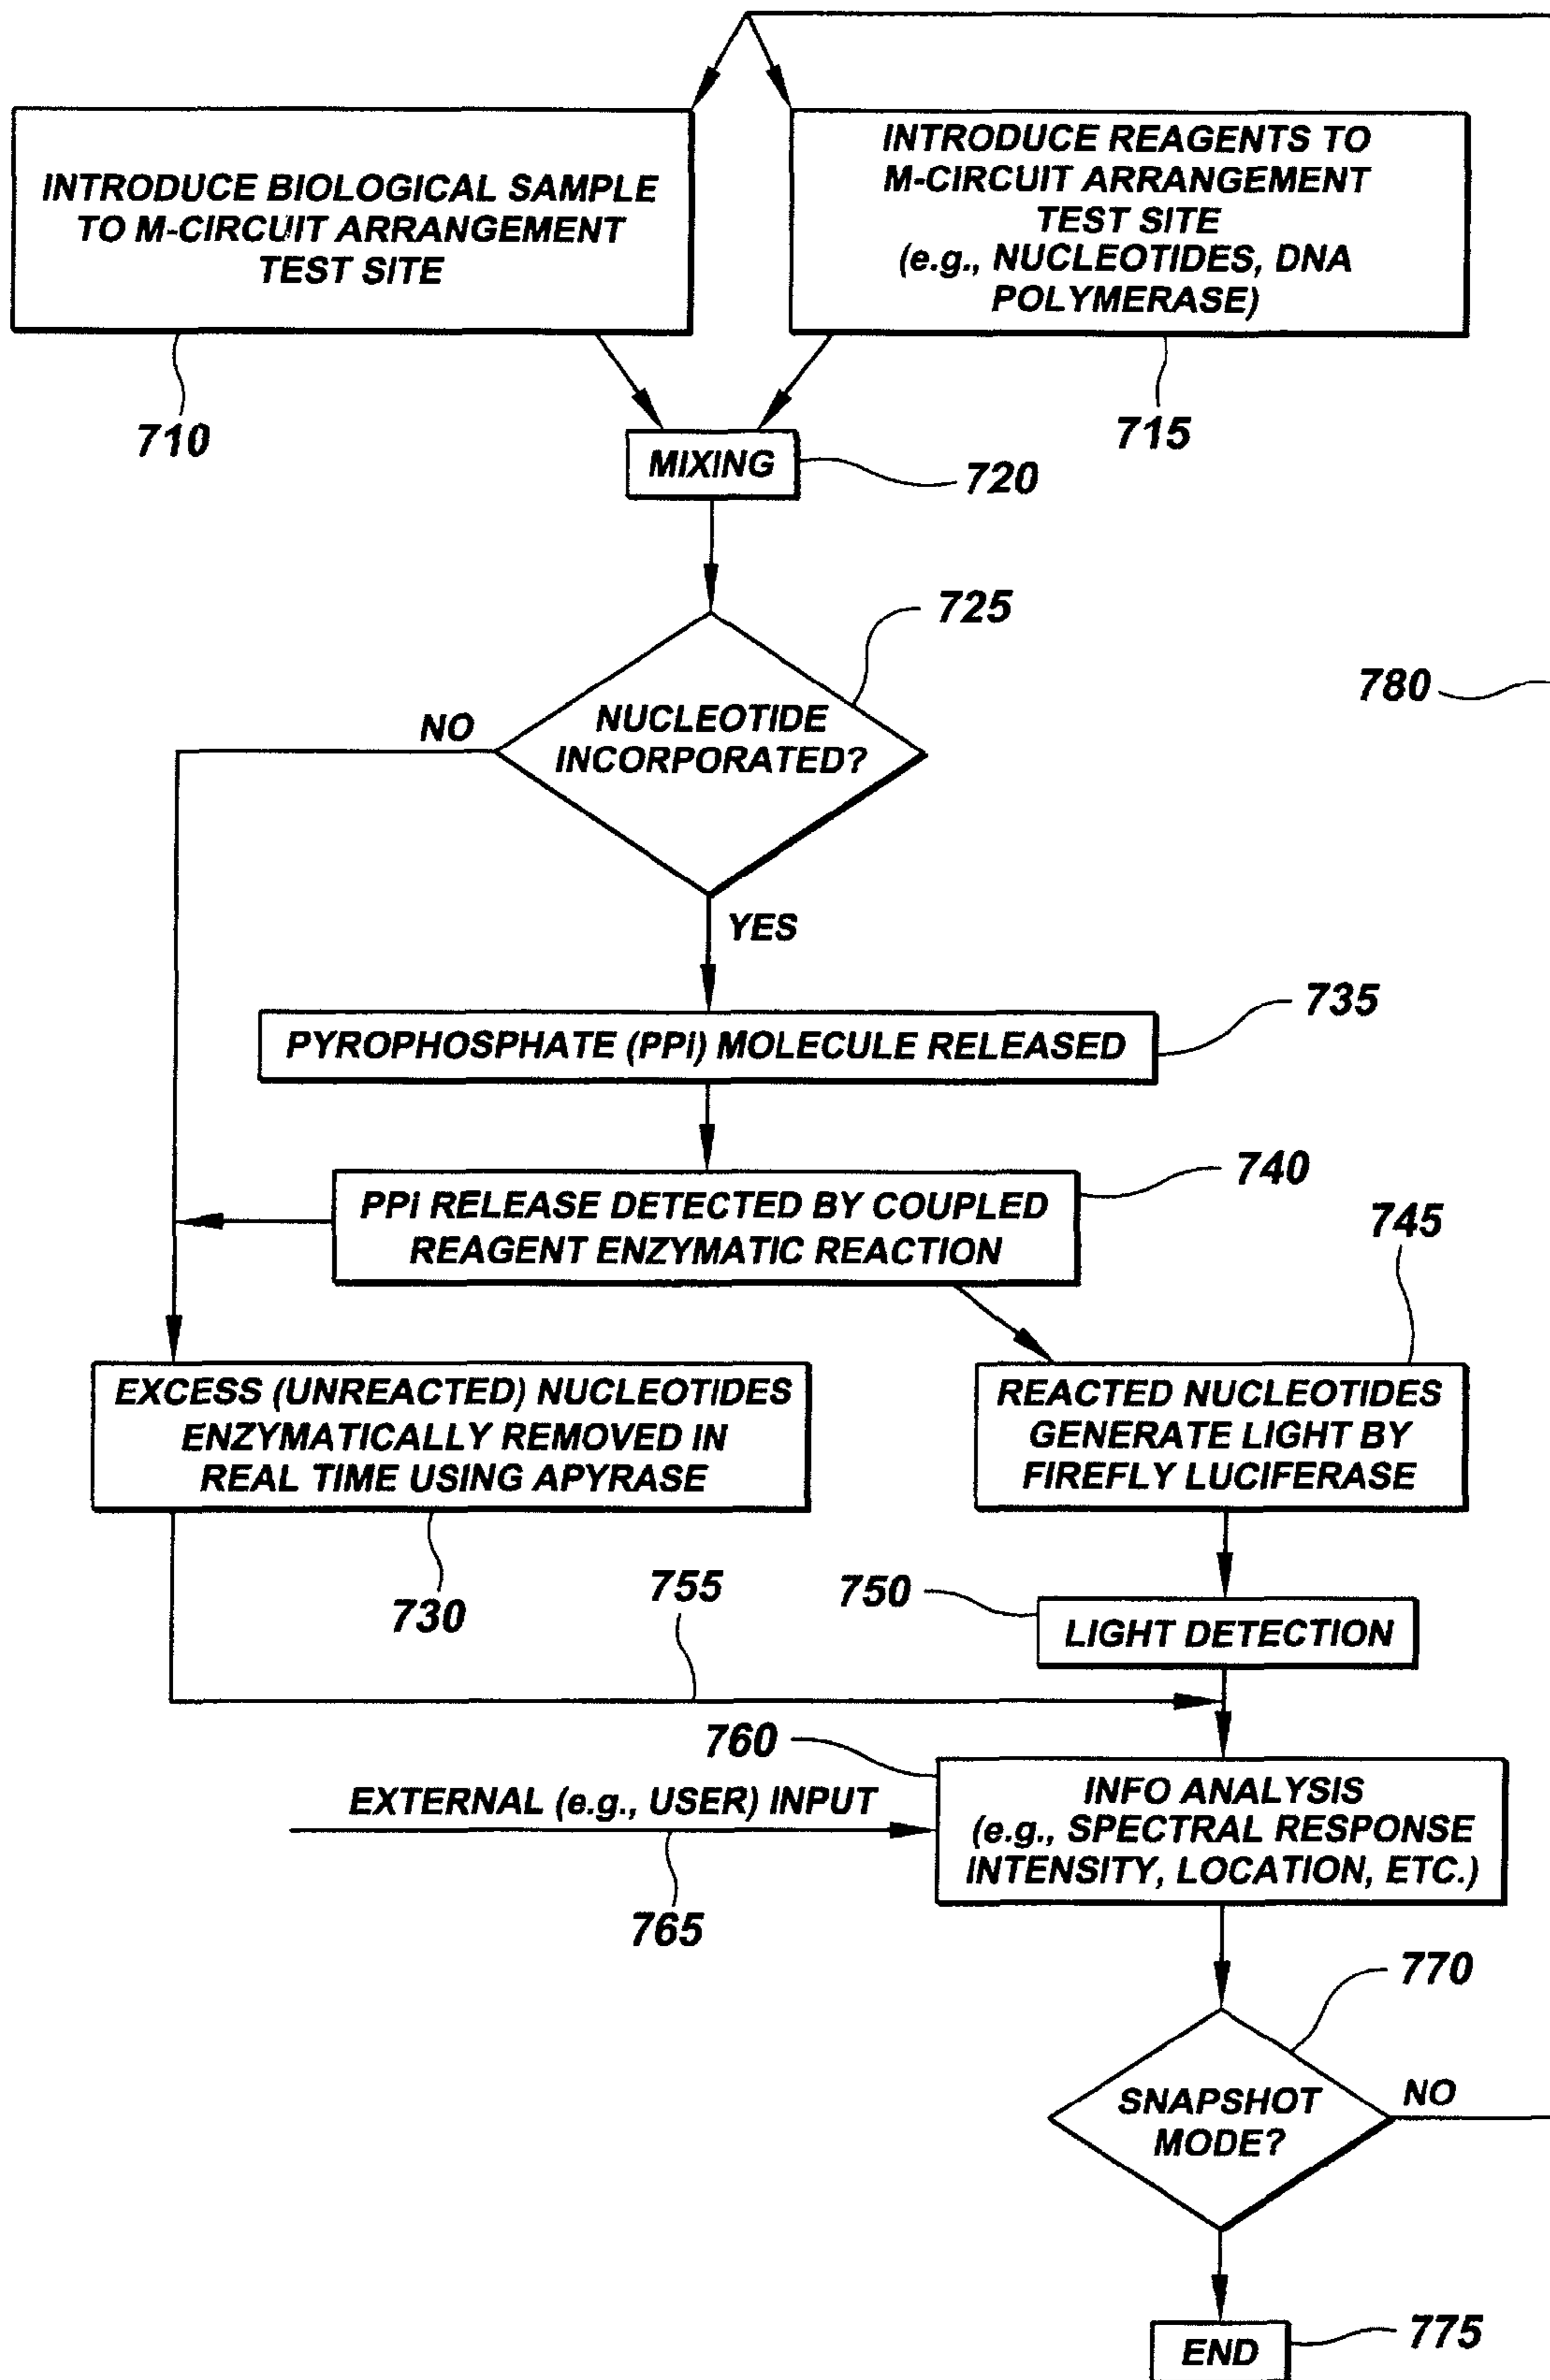 INTRODUCE BIOLOGICAL SAMPLE
TO M-CIRCUIT ARRANGEMENT
TEST SITE
INTRODUCE REAGENTS TO
M-CIRCUIT ARRANGEMENT
TEST SITE
(e.g., NUCLEOTIDES, DNA
POLYMERASE)
710
715
MIXING
720
725
NUCLEOTIDE
INCORPORATED?
NO
780
YES
735
PYROPHOSPHATE (PPi) MOLECULE RELEASED
740
PPi RELEASE DETECTED BY COUPLED
REAGENT ENZYMATIC REACTION
745
EXCESS (UNREACTED) NUCLEOTIDES
ENZYMATICALLY REMOVED IN
REAL TIME USING APYRASE
REACTED NUCLEOTIDES
GENERATE LIGHT BY
FIREFLY LUCIFERASE
730
755
750
LIGHT DETECTION
760
EXTERNAL (e.g., USER) INPUT
765
INFO ANALYSIS
(e.g., SPECTRAL RESPONSE
INTENSITY, LOCATION, ETC.)
770
SNAPSHOT
MODE?
NO
END
775